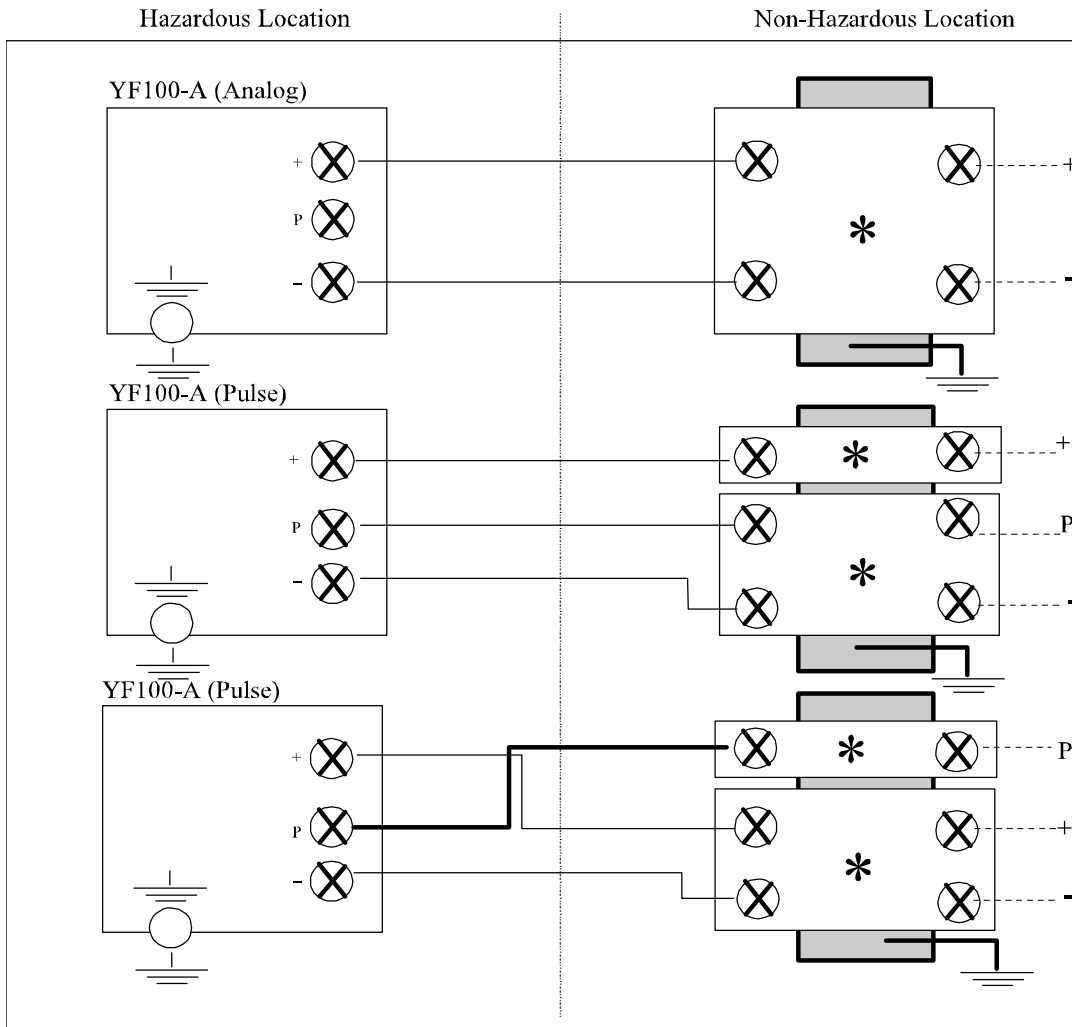 Hazardous Location
Non-Hazardous Location
YF100-A (Analog)
+
+
P
*
-
-
YF100-A (Pulse)
+
*
+
P
P
-
*
-
YF100-A (Pulse)
+
*
P
P
+
-
*
-